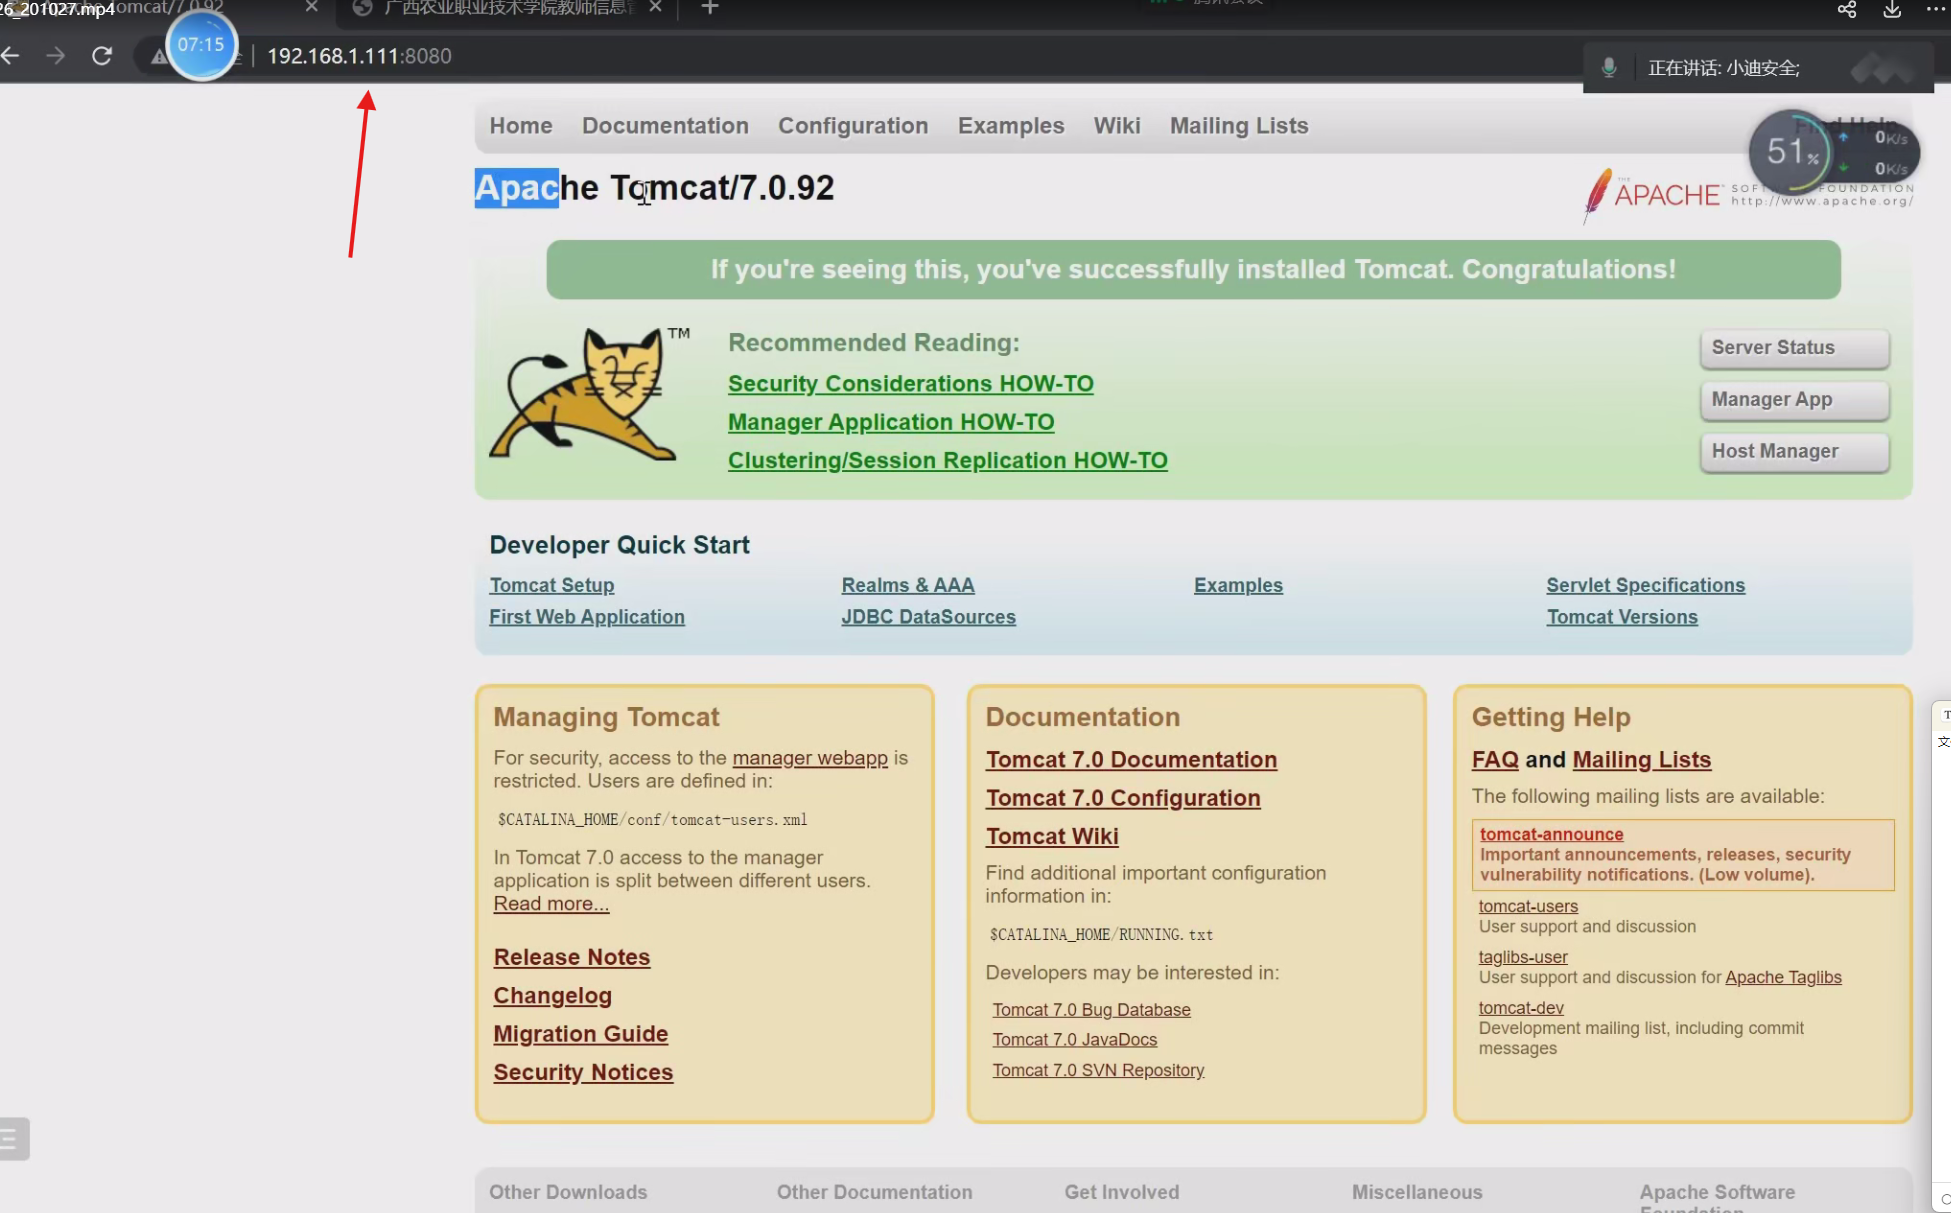 26_201027.mp4
tomcat/7.0.92
广西农业职业技术学院教师信息
07:15
192.168.1.111:8080
正在讲话: 小迪安全;
Home Documentation Configuration Examples Wiki Mailing Lists Find Help
51%
0K/s
0K/s
Apache Tomcat/7.0.92
THE
APACHE
SOFTWARE FOUNDATION
http://www.apache.org/
If you're seeing this, you've successfully installed Tomcat. Congratulations!
TM
Recommended Reading:
Security Considerations HOW-TO
Manager Application HOW-TO
Clustering/Session Replication HOW-TO
Server Status
Manager App
Host Manager
Developer Quick Start
Tomcat Setup
First Web Application
Realms & AAA
JDBC DataSources
Examples
Servlet Specifications
Tomcat Versions
Managing Tomcat
For security, access to the manager webapp is
restricted. Users are defined in:
$CATALINA_HOME/conf/tomcat-users.xml
In Tomcat 7.0 access to the manager
application is split between different users.
Read more...
Release Notes
Changelog
Migration Guide
Security Notices
Documentation
Tomcat 7.0 Documentation
Tomcat 7.0 Configuration
Tomcat Wiki
Find additional important configuration
information in:
$CATALINA_HOME/RUNNING.txt
Developers may be interested in:
Tomcat 7.0 Bug Database
Tomcat 7.0 JavaDocs
Tomcat 7.0 SVN Repository
Getting Help
FAQ and Mailing Lists
The following mailing lists are available:
tomcat-announce
Important announcements, releases, security
vulnerability notifications. (Low volume).
tomcat-users
User support and discussion
taglibs-user
User support and discussion for Apache Taglibs
tomcat-dev
Development mailing list, including commit
messages
Other Downloads
Other Documentation
Get Involved
Miscellaneous
Apache Software
Foundation